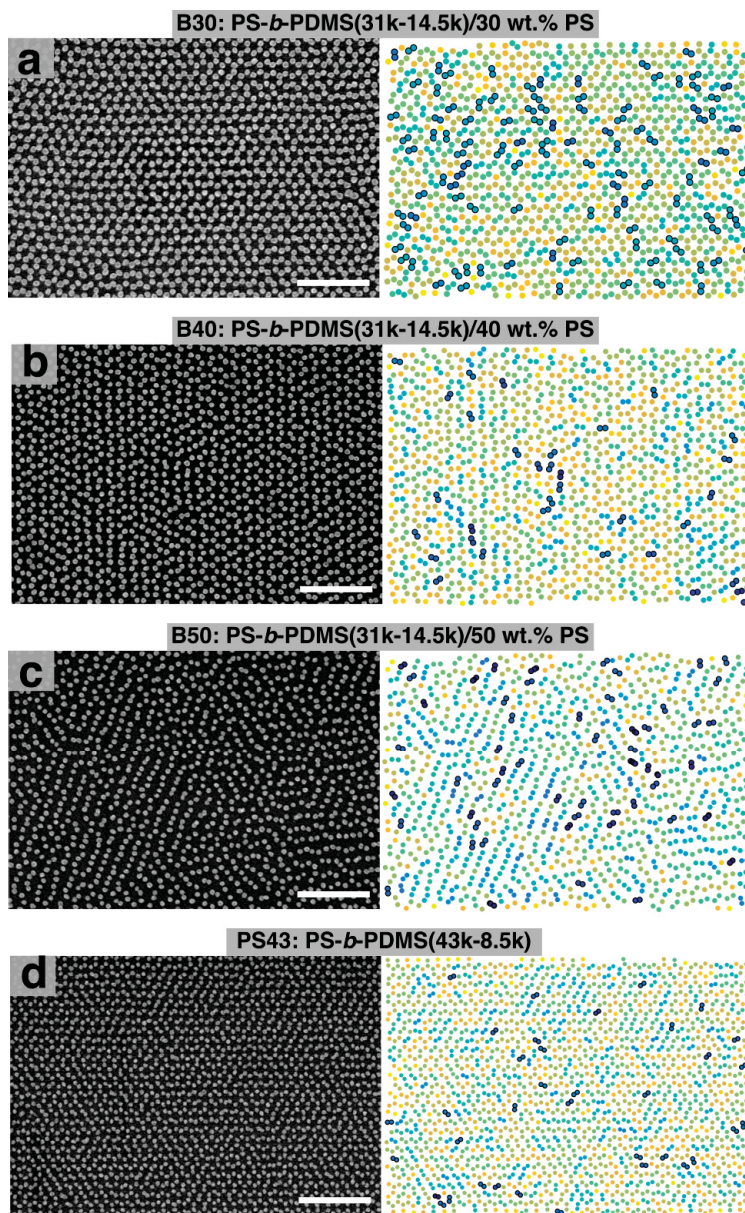 B30: PS-b-PDMS(31k-14.5k)/30 wt.% PS
a
B40: PS-b-PDMS(31k-14.5k)/40 wt.% PS
b
B50: PS-b-PDMS(31k-14.5k)/50 wt.% PS
c
PS43: PS-b-PDMS(43k-8.5k)
d